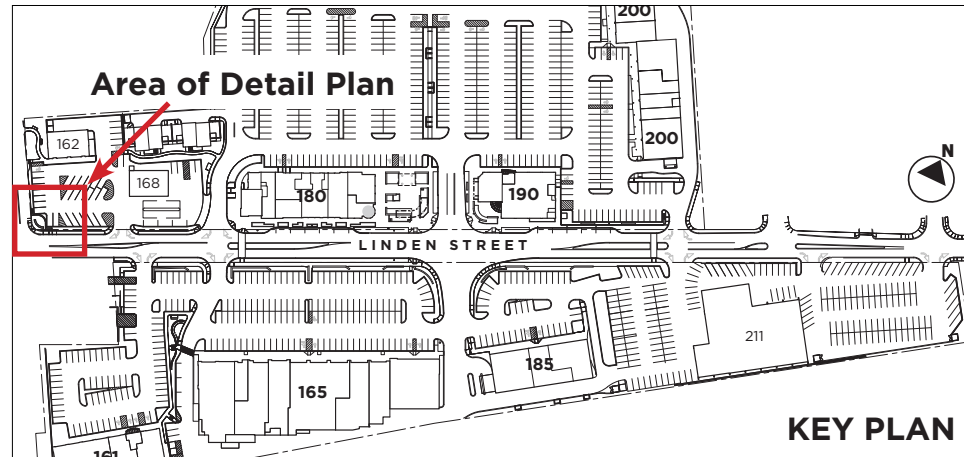 200
Area of Detail Plan
162
200
N
168
180
190
LINDEN STREET
211
185
165
KEY PLAN
161